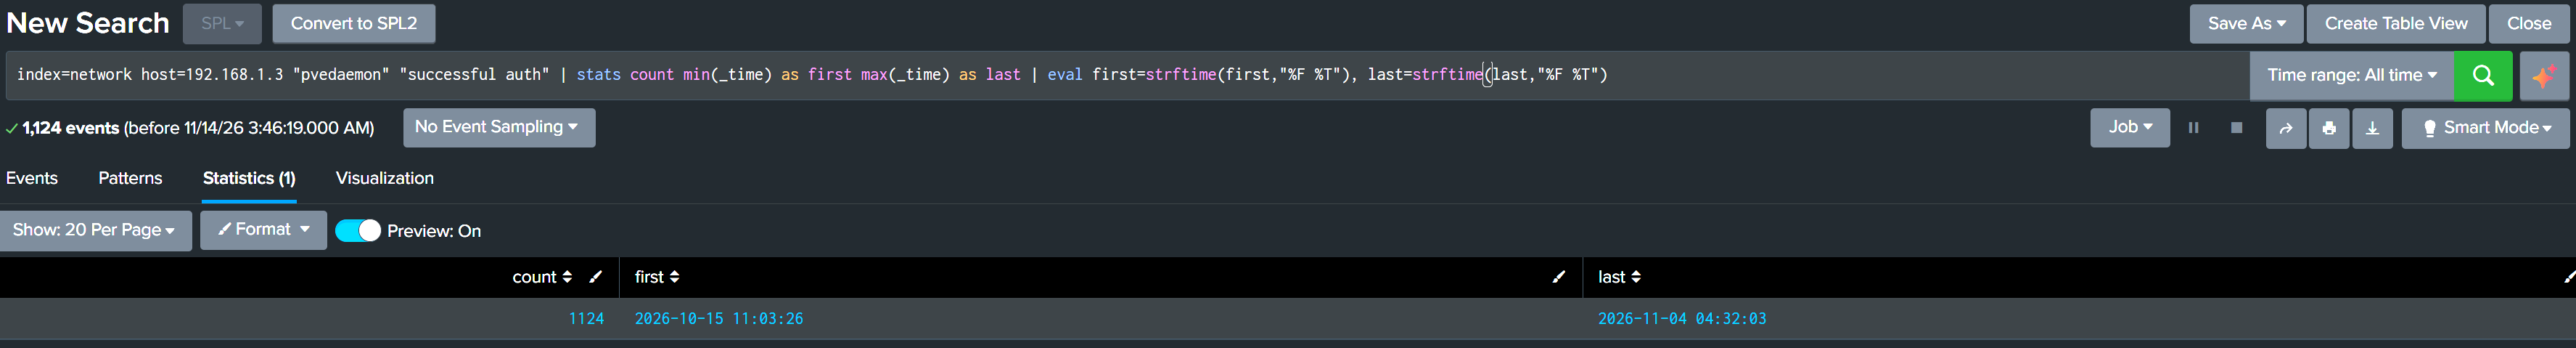 New Search SPL Convert to SPL2 Save As Create Table View Close
index=network host=192.168.1.3 "pvedaemon" "successful auth" | stats count min(_time) as first max(_time) as last | eval first=strftime(first,"%F %T"), last=strftime(last,"%F %T") Time range: All time
1,124 events (before 11/14/26 3:46:19.000 AM) No Event Sampling Job Smart Mode
Events Patterns Statistics (1) Visualization
Show: 20 Per Page Format Preview: On
count first last
1124 2026-10-15 11:03:26 2026-11-04 04:32:03